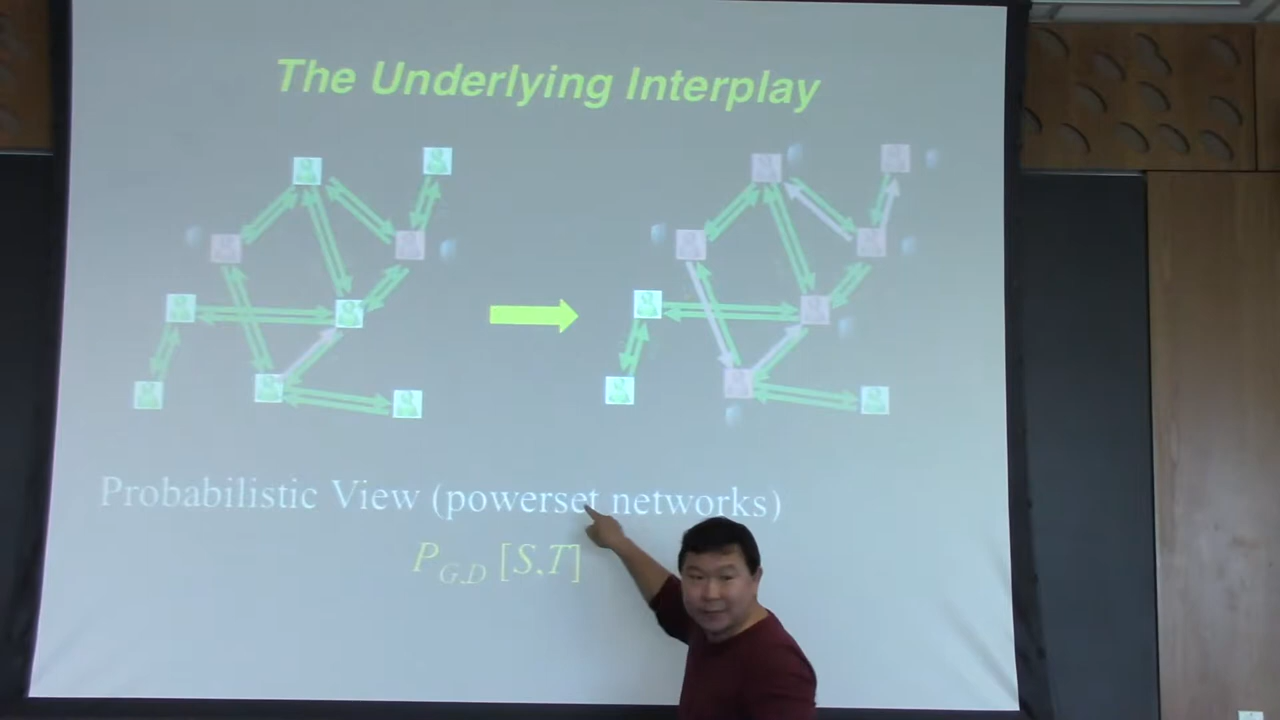 The Underlying Interplay
Probabilistic View (powerset networks)
P_{G,D} [S,T]